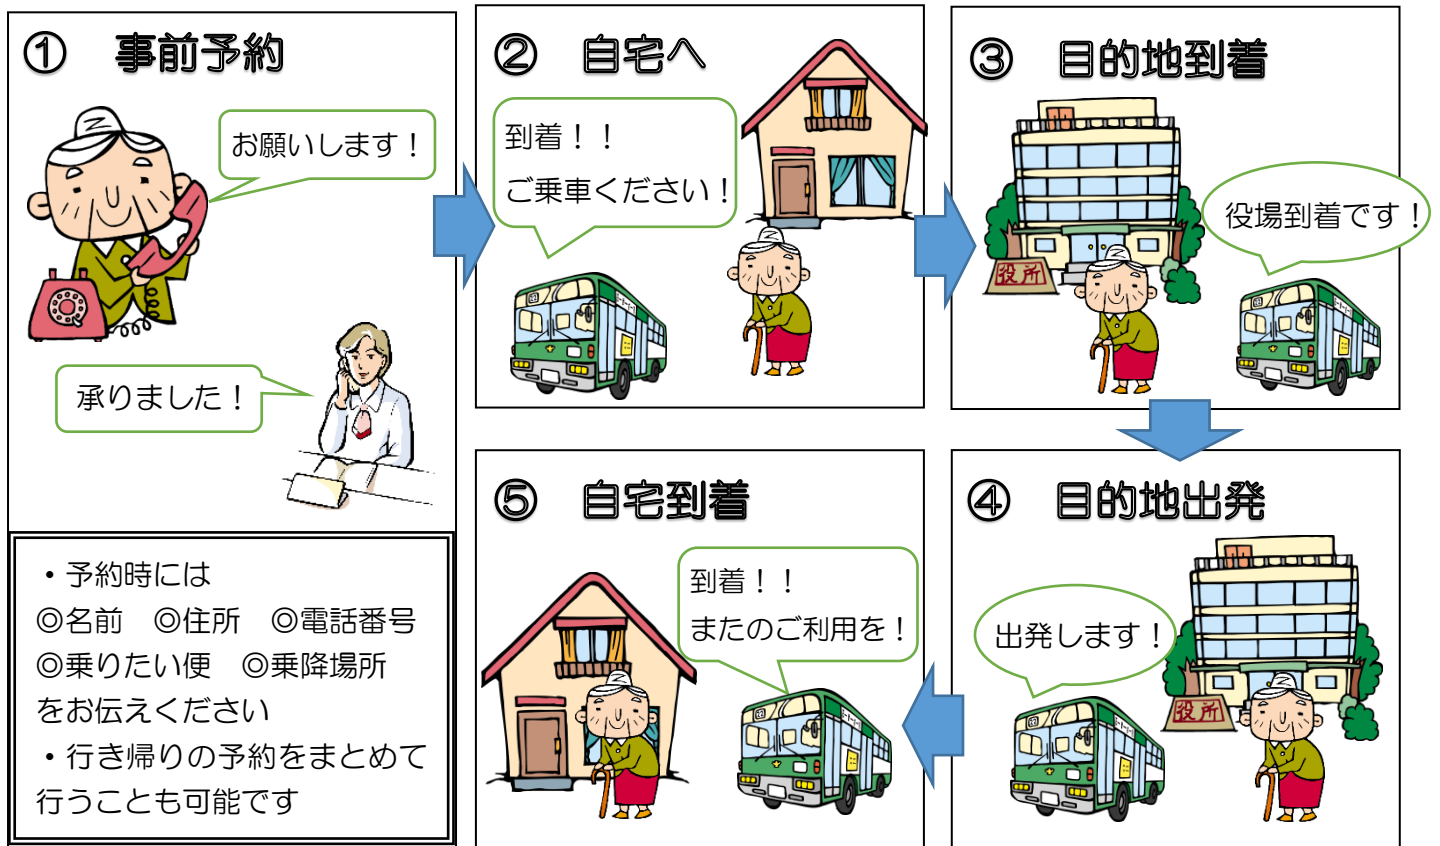 ① 事前予約
お願いします！
承りました！
・予約時には
◎名前 ◎住所 ◎電話番号
◎乗りたい便 ◎乗降場所
をお伝えください
・行き帰りの予約をまとめて
行うことも可能です
② 自宅へ
到着！！
ご乗車ください！
③ 目的地到着
役所
役場到着です！
④ 目的地出発
出発します！
役所
⑤ 自宅到着
到着！！
またのご利用を！